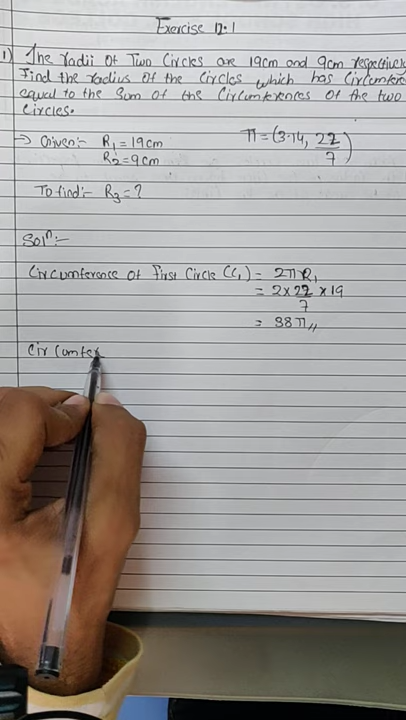 Exercise 12.1
1) The radii of Two Circles are 19cm and 9cm respectively
Find the radius of the circles which has Circumfere
equal to the Sum of the Circumferences of the two
Circles.
→ Given:- R₁ = 19cm π = (3.14, 22/7)
R₂ = 9cm
To find:- R₃ = ?
Solⁿ:-
Circumference of First Circle (C₁) = 2πR₁
= 2 × 22/7 × 19
= 38π,,
Circumfer